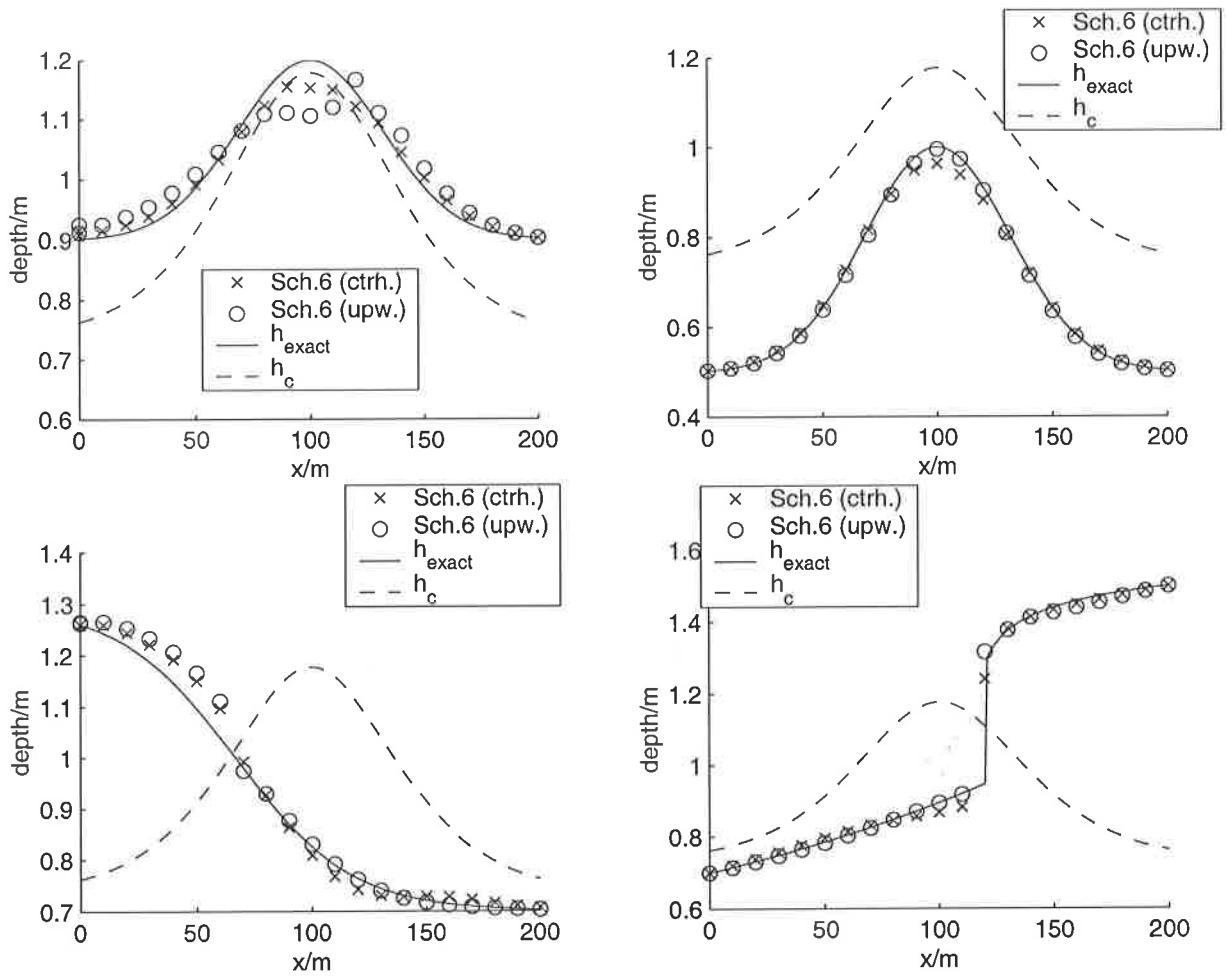 1.2
1.1
1
0.9
0.8
0.7
0.6
depth/m
× Sch.6 (ctrh.)
O Sch.6 (upw.)
h_exact
h_c
0 50 100 150 200
x/m
× Sch.6 (ctrh.)
O Sch.6 (upw.)
h_exact
h_c
1.2
1
0.8
0.6
0.4
depth/m
0 50 100 150 200
x/m
× Sch.6 (ctrh.)
O Sch.6 (upw.)
h_exact
h_c
1.4
1.3
1.2
1.1
1
0.9
0.8
0.7
depth/m
0 50 100 150 200
x/m
× Sch.6 (ctrh.)
O Sch.6 (upw.)
h_exact
h_c
1.6
1.4
1.2
1
0.8
0.6
depth/m
0 50 100 150 200
x/m